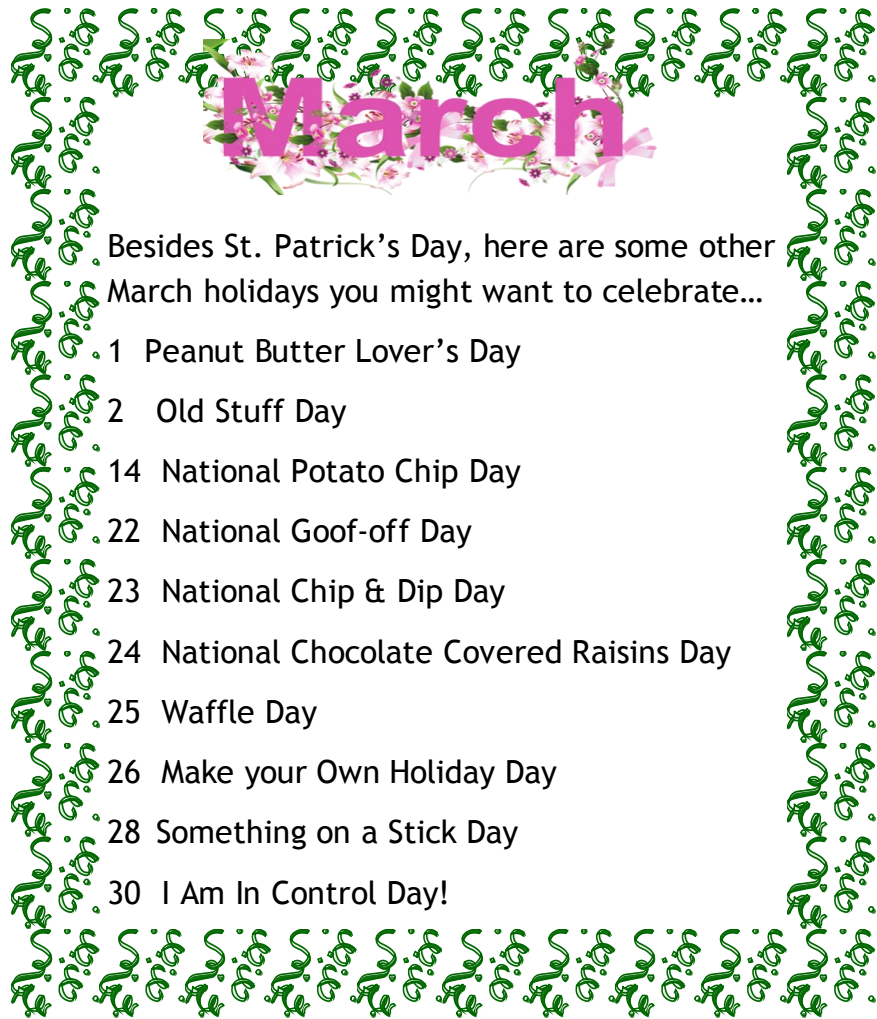 March
Besides St. Patrick’s Day, here are some other
March holidays you might want to celebrate…
1 Peanut Butter Lover’s Day
2 Old Stuff Day
14 National Potato Chip Day
22 National Goof-off Day
23 National Chip & Dip Day
24 National Chocolate Covered Raisins Day
25 Waffle Day
26 Make your Own Holiday Day
28 Something on a Stick Day
30 I Am In Control Day!